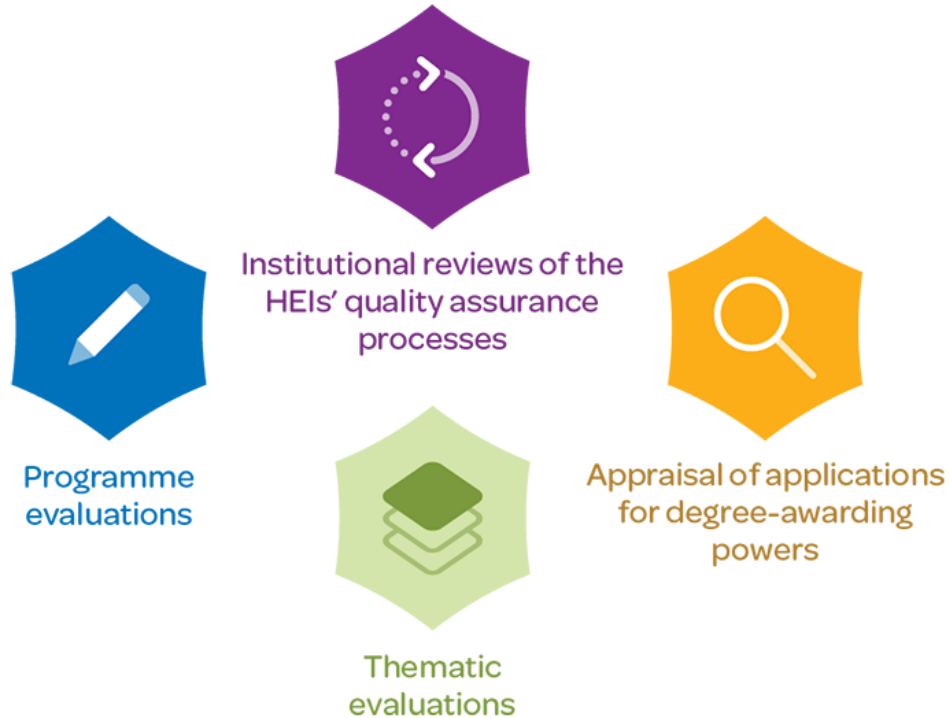 Institutional reviews of the
HEIs’ quality assurance
processes
Programme
evaluations
Appraisal of applications
for degree-awarding
powers
Thematic
evaluations